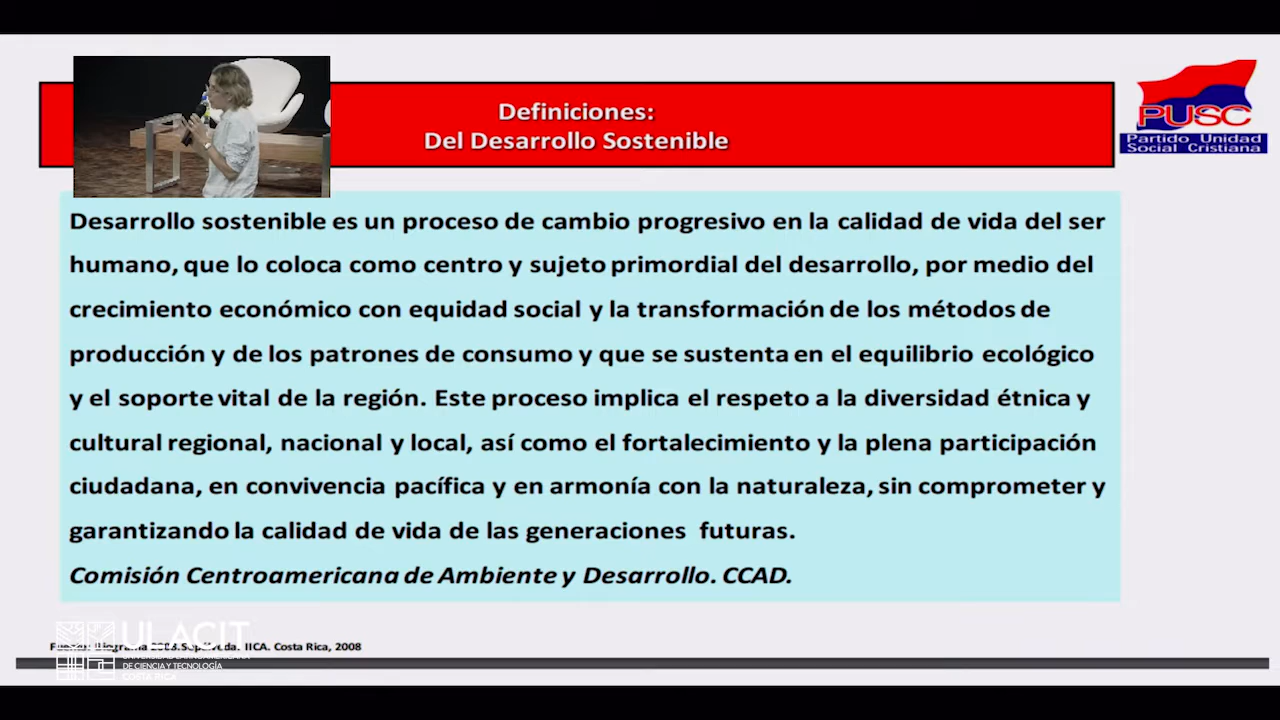 Definiciones:
Del Desarrollo Sostenible
PUSC
Partido Unidad
Social Cristiana
Desarrollo sostenible es un proceso de cambio progresivo en la calidad de vida del ser
humano, que lo coloca como centro y sujeto primordial del desarrollo, por medio del
crecimiento económico con equidad social y la transformación de los métodos de
producción y de los patrones de consumo y que se sustenta en el equilibrio ecológico
y el soporte vital de la región. Este proceso implica el respeto a la diversidad étnica y
cultural regional, nacional y local, así como el fortalecimiento y la plena participación
ciudadana, en convivencia pacífica y en armonía con la naturaleza, sin comprometer y
garantizando la calidad de vida de las generaciones futuras.
Comisión Centroamericana de Ambiente y Desarrollo. CCAD.
IICA. Costa Rica, 2008
ULACIT
DE CIENCIA Y TECNOLOGÍA
COSTA RICA